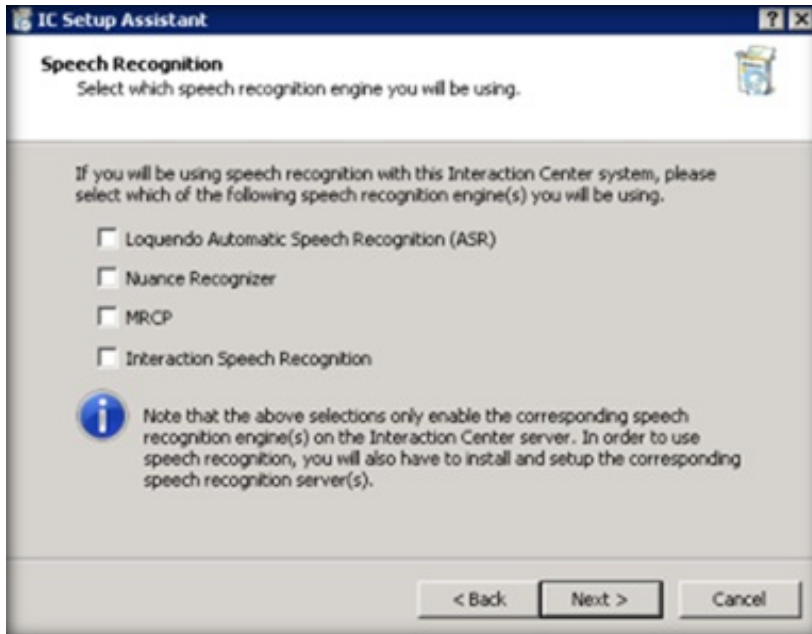 IC Setup Assistant
Speech Recognition
Select which speech recognition engine you will be using.
If you will be using speech recognition with this Interaction Center system, please
select which of the following speech recognition engine(s) you will be using.
Loquendo Automatic Speech Recognition (ASR)
Nuance Recognizer
MRCP
Interaction Speech Recognition
Note that the above selections only enable the corresponding speech
recognition engine(s) on the Interaction Center server. In order to use
speech recognition, you will also have to install and setup the corresponding
speech recognition server(s).
< Back
Next >
Cancel